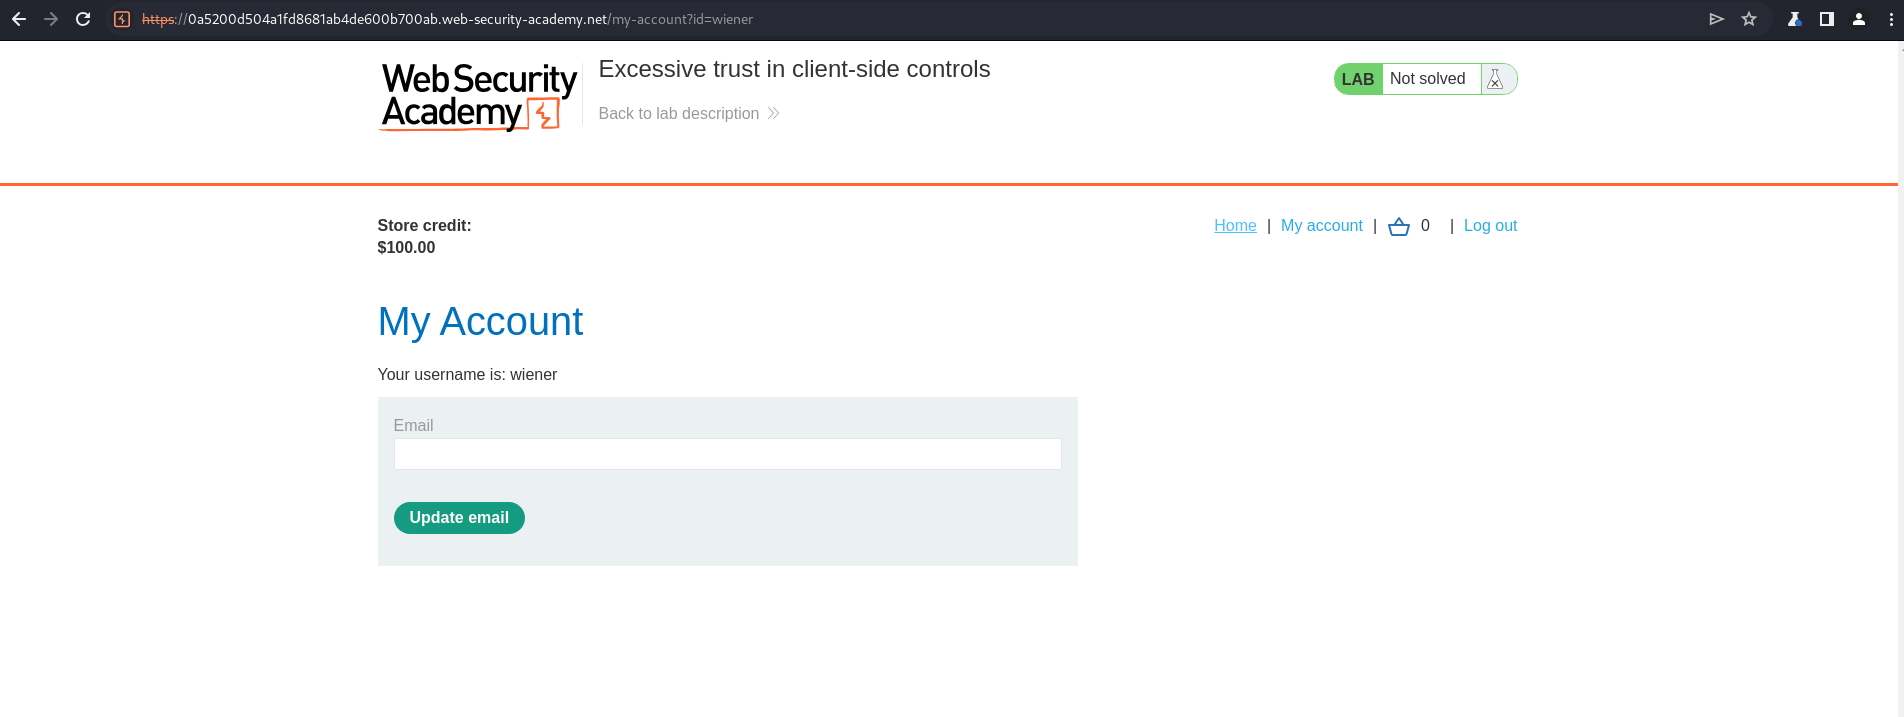 https://0a5200d504a1fd8681ab4de600b700ab.web-security-academy.net/my-account?id=wiener
Web Security
Academy
Excessive trust in client-side controls
Back to lab description
LAB Not solved
Store credit:
$100.00
Home | My account | 0 | Log out
My Account
Your username is: wiener
Email
Update email